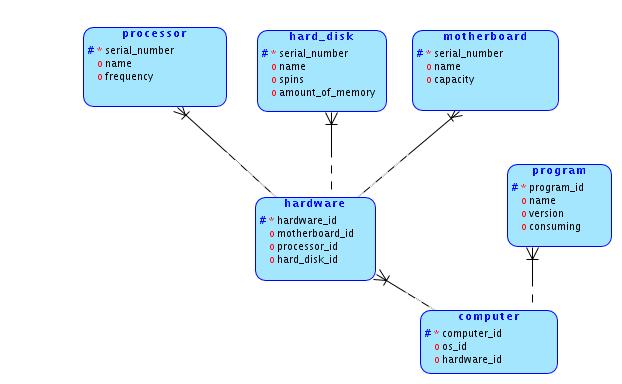 processor
# * serial_number
o name
o frequency
hard_disk
# * serial_number
o name
o spins
o amount_of_memory
motherboard
# * serial_number
o name
o capacity
program
# * program_id
o name
o version
o consuming
hardware
# * hardware_id
o motherboard_id
o processor_id
o hard_disk_id
computer
# * computer_id
o os_id
o hardware_id